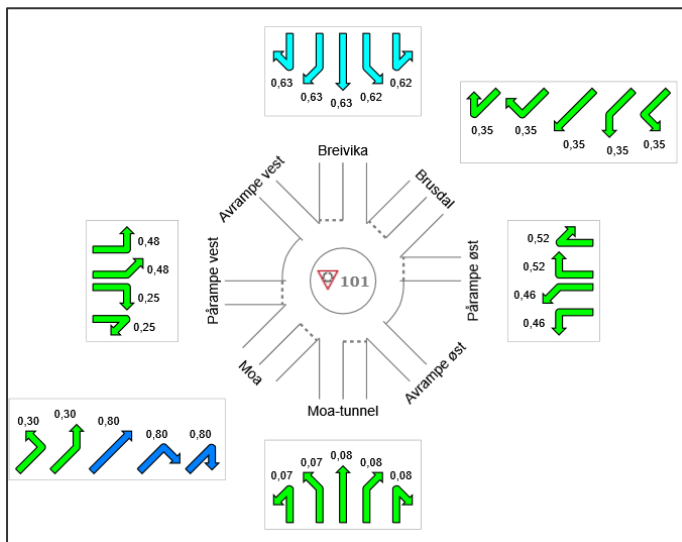 0,63 0,63 0,63 0,62 0,62
0,35 0,35 0,35 0,35 0,35
Breivika
Avrampe vest
Brusdal
0,48
0,48
0,25
0,25
Pårampe vest
101
Pårampe øst
0,52
0,52
0,46
0,46
Moa
Moa-tunnel
Avrampe øst
0,30 0,30 0,80 0,80 0,80
0,07 0,07 0,08 0,08 0,08